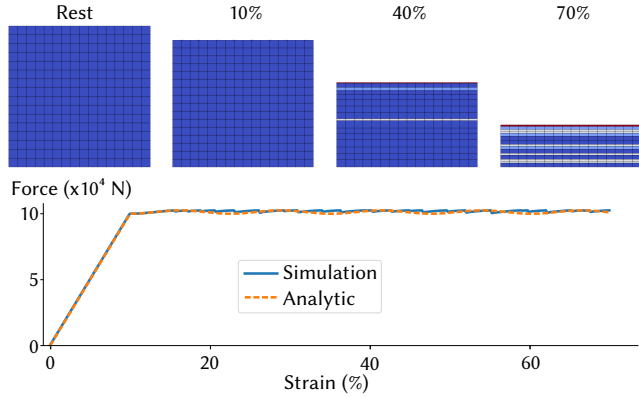 Rest 10% 40% 70%
Force (x10⁴ N)
10
5
0
Simulation
Analytic
0 20 40 60
Strain (%)